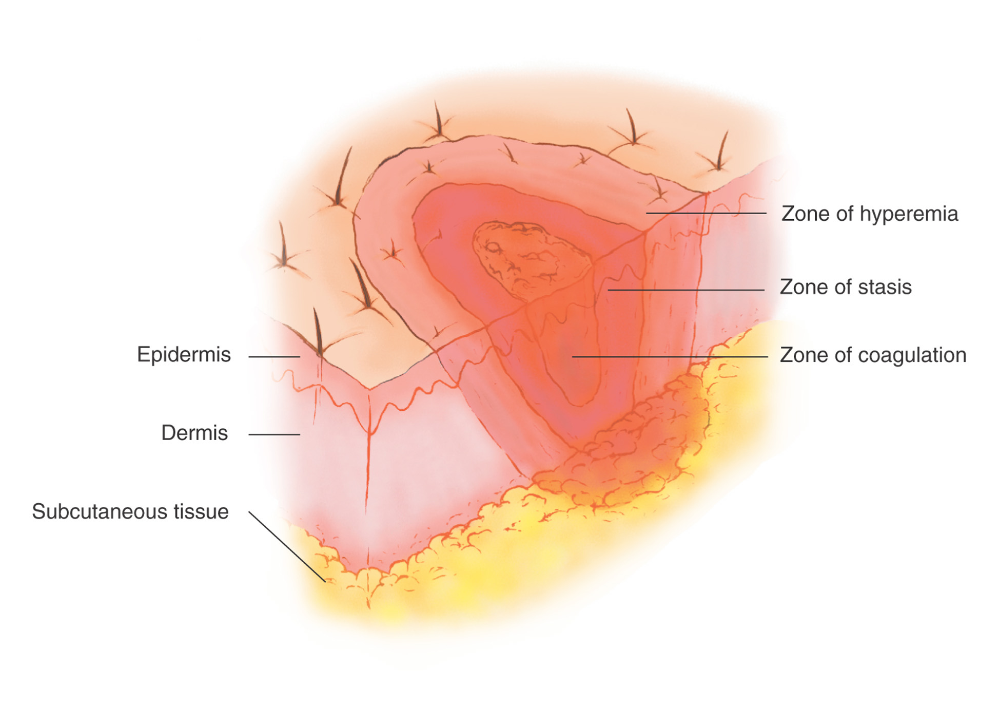 Zone of hyperemia
Zone of stasis
Zone of coagulation
Epidermis
Dermis
Subcutaneous tissue